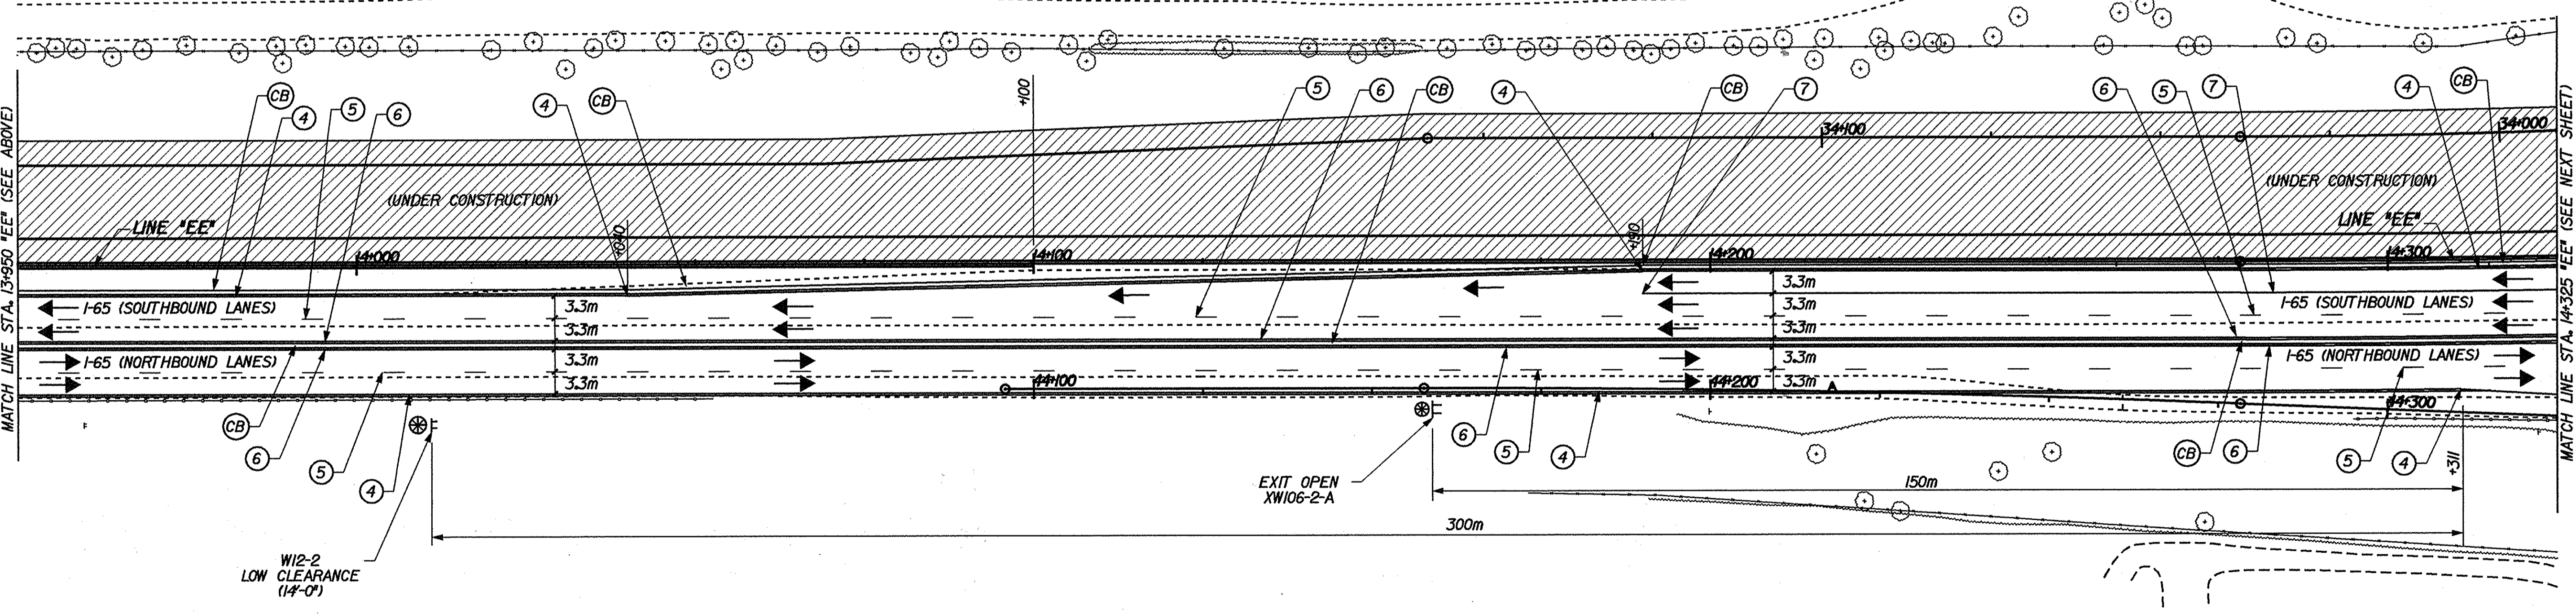 MATCH LINE STA. 13+950 "EE" (SEE ABOVE)
CB
4
5
6
4
CB
+100
5
6
CB
4
CB
7
6
5
7
4
CB
34+100
34+000
(UNDER CONSTRUCTION)
(UNDER CONSTRUCTION)
LINE "EE"
LINE "EE"
+040
+190
14+000
14+100
14+200
14+300
3.3m
I-65 (SOUTHBOUND LANES)
3.3m
3.3m
I-65 (SOUTHBOUND LANES)
3.3m
3.3m
I-65 (NORTHBOUND LANES)
3.3m
3.3m
I-65 (NORTHBOUND LANES)
3.3m
44+100
44+200
3.3m
A
44+300
CB
6
5
4
6
5
4
CB
6
5
4
+311
EXIT OPEN
XW106-2-A
150m
300m
W12-2
LOW CLEARANCE
(14'-0")
MATCH LINE STA. 14+325 "EE" (SEE NEXT SHEET)